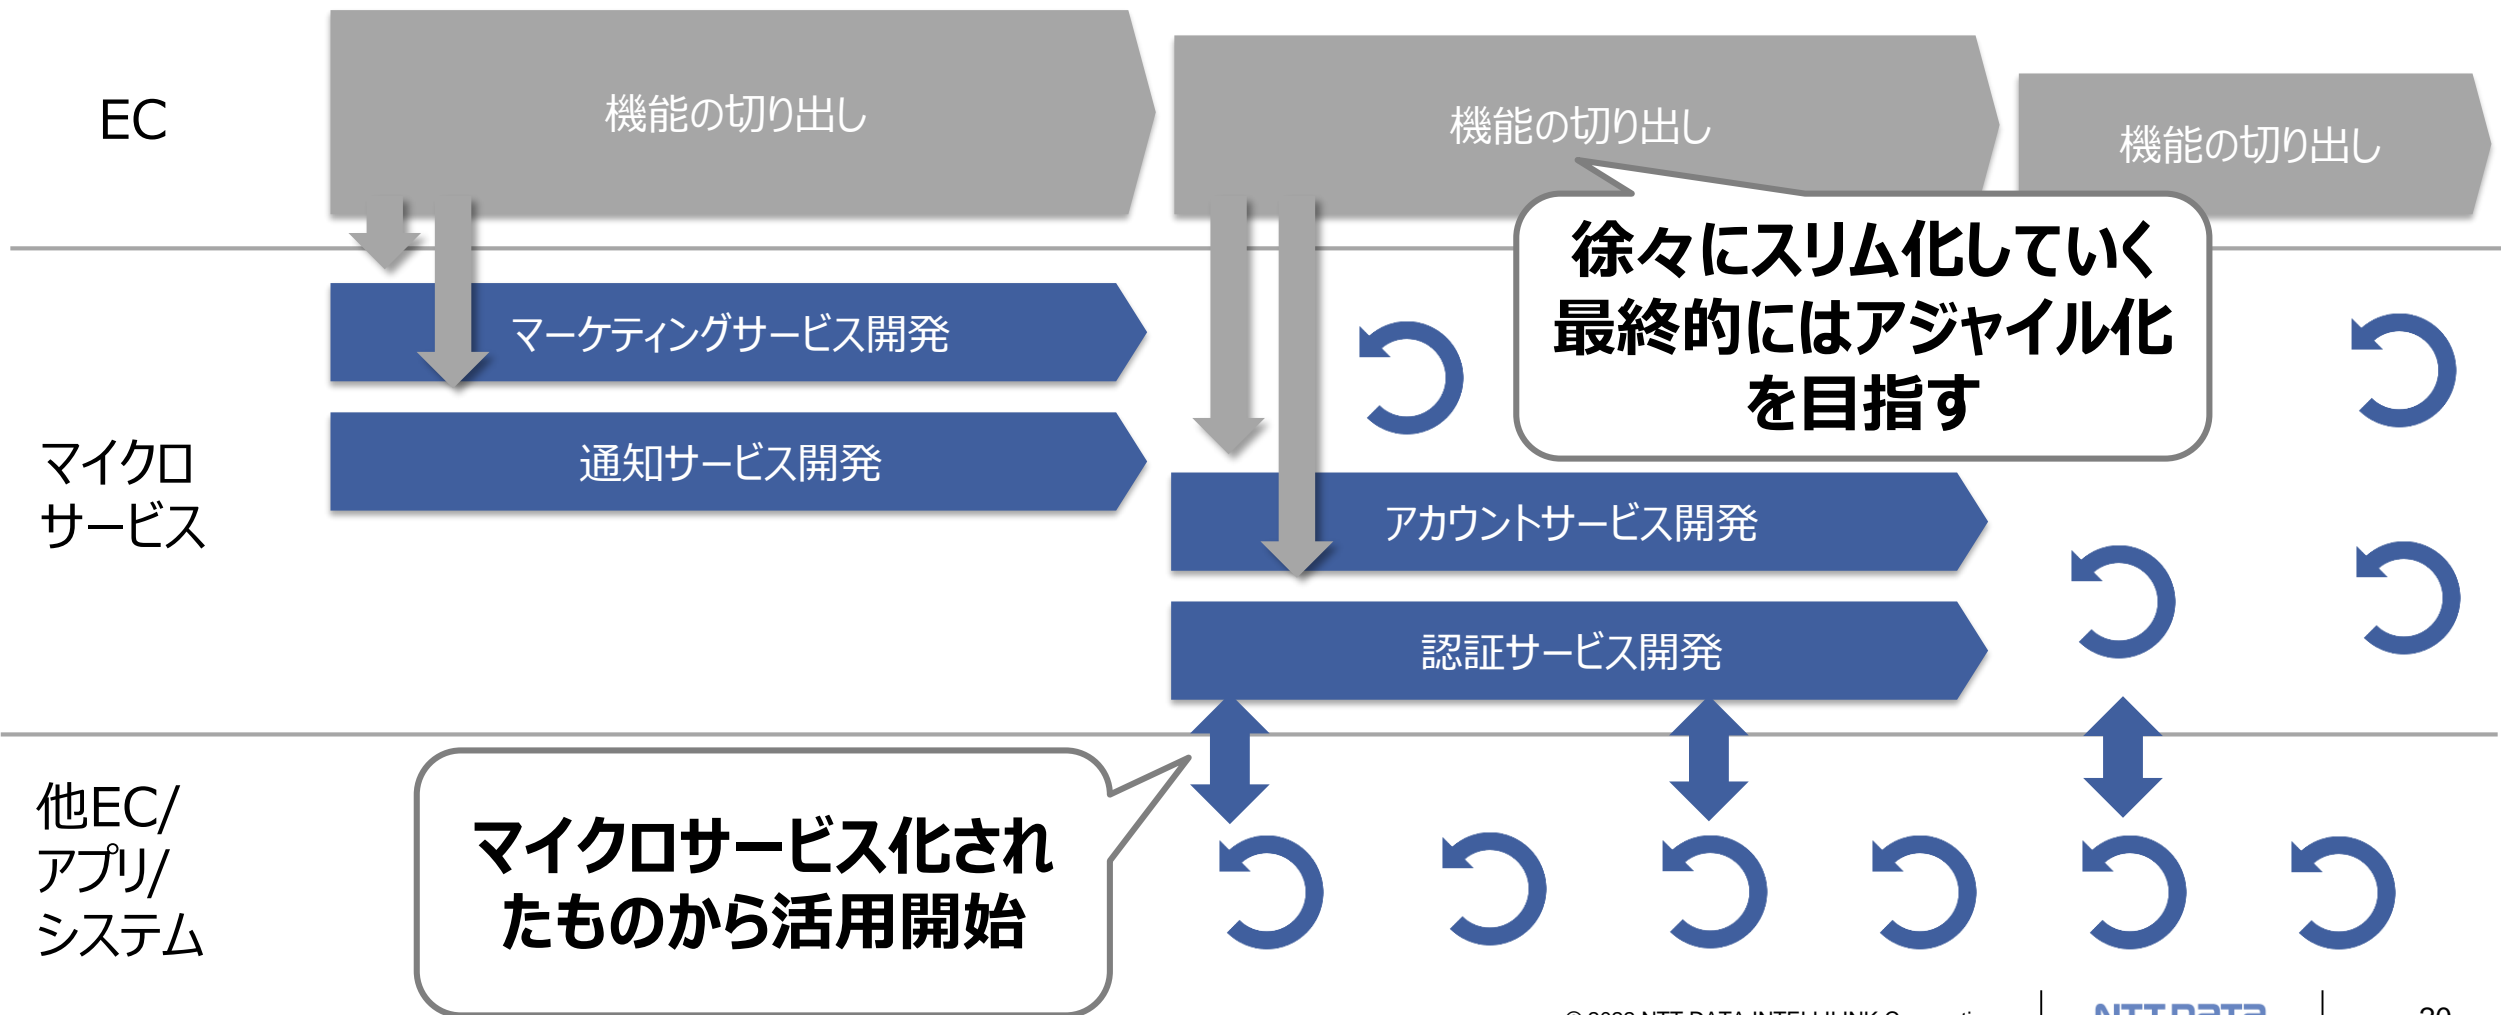 EC
機能の切り出し
機能の切り出し
機能の切り出し
徐々にスリム化していく
最終的にはアジャイル化
を目指す
マイクロ
サービス
マーケティングサービス開発
通知サービス開発
アカウントサービス開発
認証サービス開発
他EC/
アプリ/
システム
マイクロサービス化され
たものから活用開始
NTT DATA